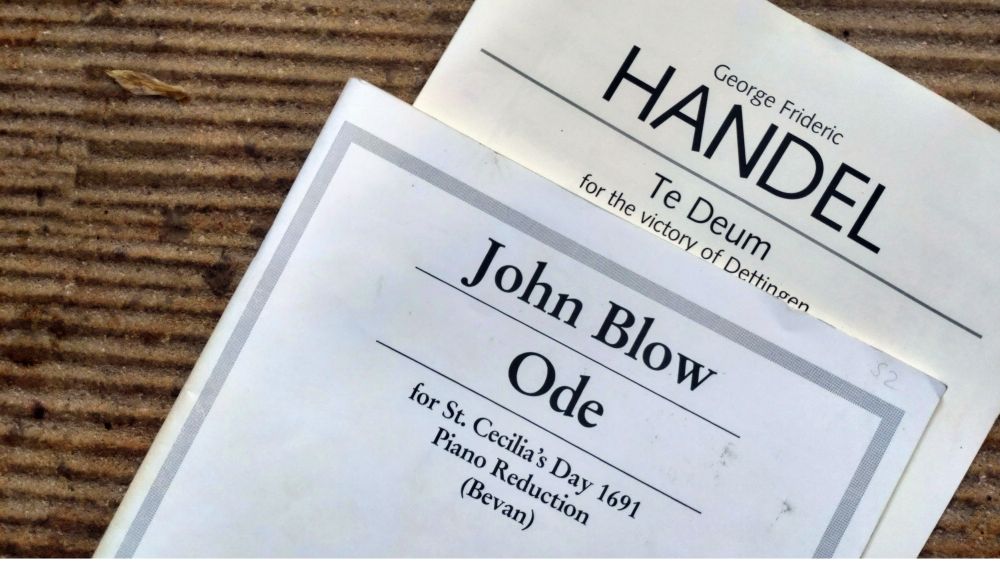 George Frideric
HANDEL
Te Deum
for the victory of Dettingen
John Blow
Ode
for St. Cecilia's Day 1691
Piano Reduction
(Bevan)
52